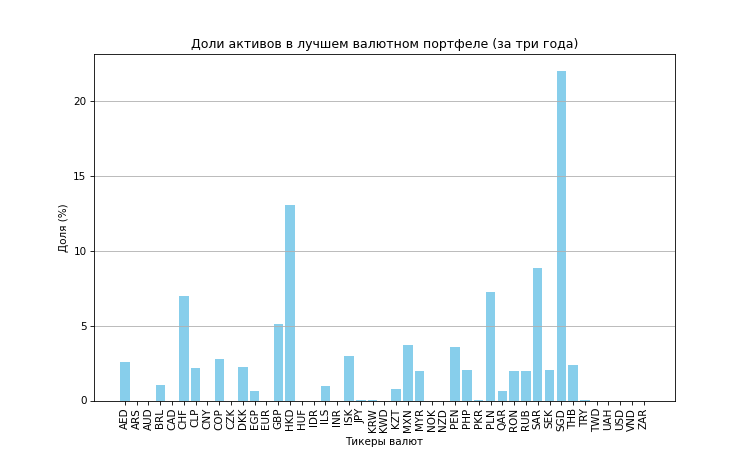 Доли активов в лучшем валютном портфеле (за три года)
Доля (%)
20
15
10
5
0
AED ARS AUD BRL CAD CHF CLP CNY COP CZK DKK EGP EUR GBP HKD HUF IDR ILS INR ISK JPY KRW KWD KZT MXN MYR NOK NZD PEN PHP PKR PLN QAR RON RUB SAR SEK SGD THB TRY TWD UAH USD VND ZAR
Тикеры валют